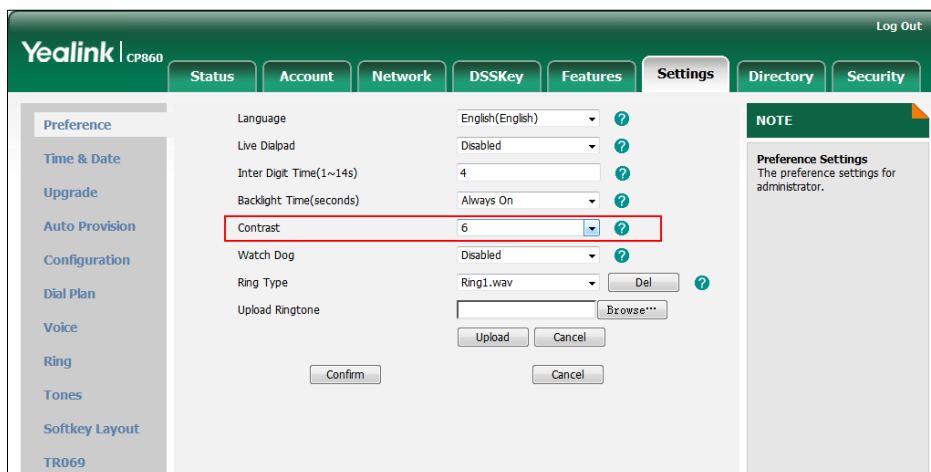 Log Out
Yealink CP860
Status Account Network DSSKey Features Settings Directory Security
Preference
Time & Date
Upgrade
Auto Provision
Configuration
Dial Plan
Voice
Ring
Tones
Softkey Layout
TR069
Language English(English) ?
Live Dialpad Disabled ?
Inter Digit Time(1~14s) 4 ?
Backlight Time(seconds) Always On ?
Contrast 6 ?
Watch Dog Disabled ?
Ring Type Ring1.wav Del ?
Upload Ringtone Browse...
Upload Cancel
Confirm Cancel
NOTE
Preference Settings
The preference settings for
administrator.